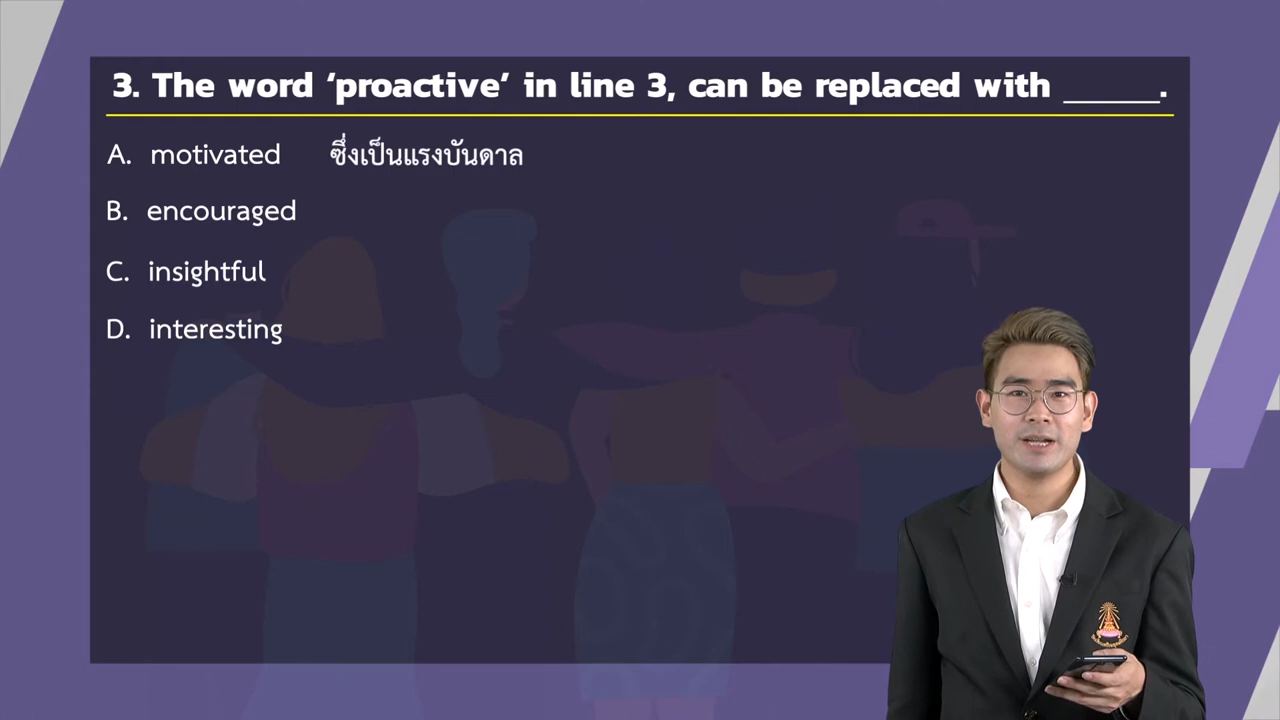 3. The word ‘proactive’ in line 3, can be replaced with ______.
A. motivated ซึ่งเป็นแรงบันดาล
B. encouraged
C. insightful
D. interesting